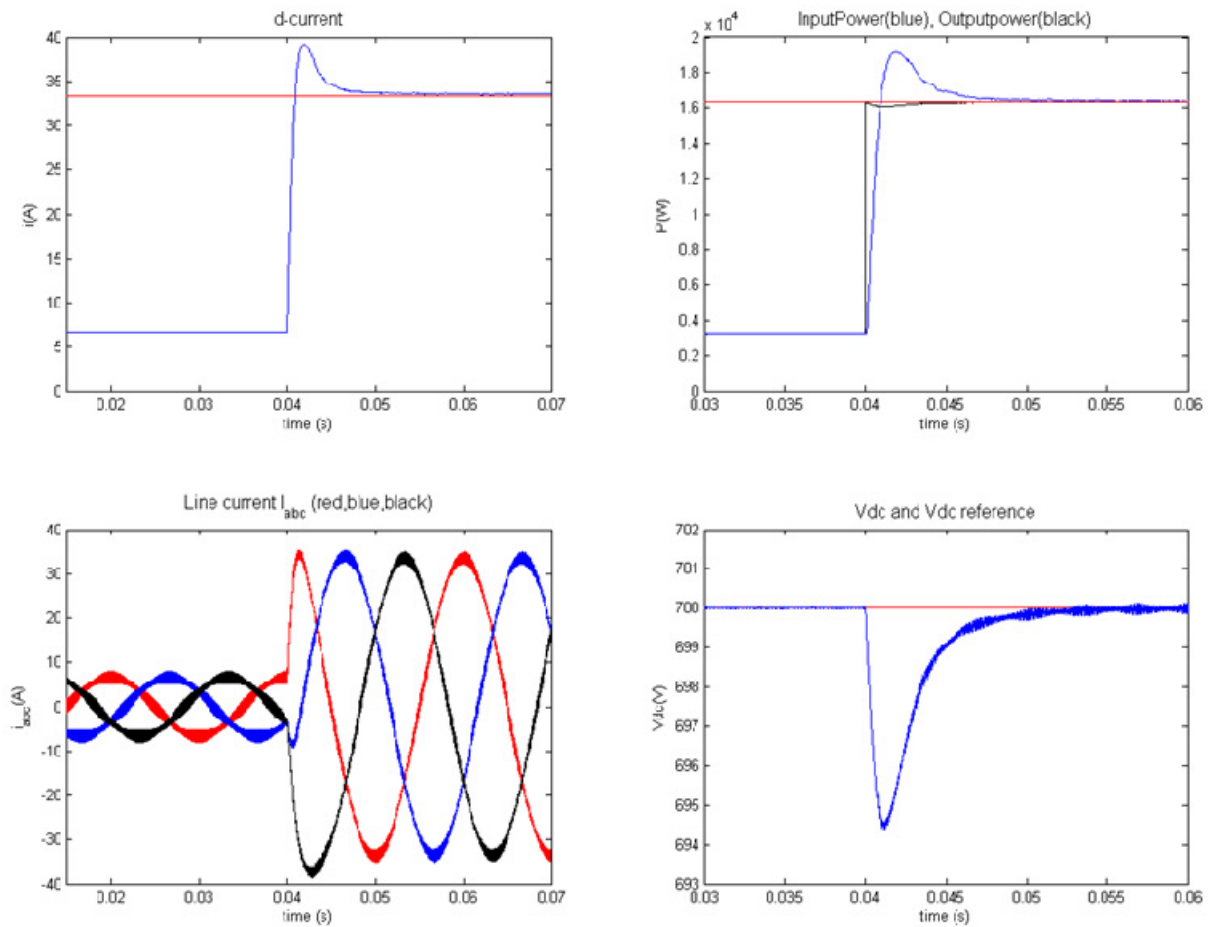 d-current
40
35
30
25
20
15
10
5
0
i(A)
0.02 0.03 0.04 0.05 0.06 0.07
time (s)
InputPower(blue), Outputpower(black)
x 10^4
2
1.8
1.6
1.4
1.2
1
0.8
0.6
0.4
0.2
0
P(W)
0.03 0.035 0.04 0.045 0.05 0.055 0.06
time (s)
Line current I_abc (red,blue,black)
40
30
20
10
0
-10
-20
-30
-40
i_abc(A)
0.02 0.03 0.04 0.05 0.06 0.07
time (s)
Vdc and Vdc reference
702
701
700
699
698
697
696
695
694
693
Vdc(V)
0.03 0.035 0.04 0.045 0.05 0.055 0.06
time (s)